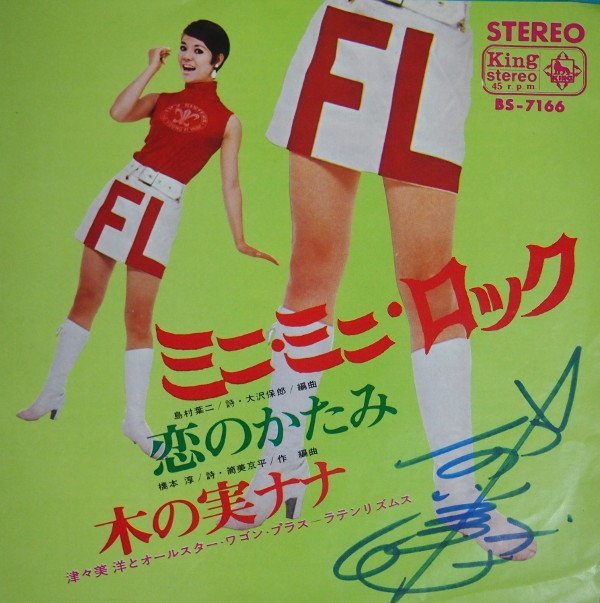 STEREO
King
stereo
45 rpm
KING
BS-7166
FL
FL
ミニ・ミニ・ロック
島村葉二/詩・大沢保郎/編曲
恋のかたみ
橋本 淳/詩・筒美京平/作編曲
木の実ナナ
津々美 洋とオールスター・ワゴン・プラス－ラテンリズムス